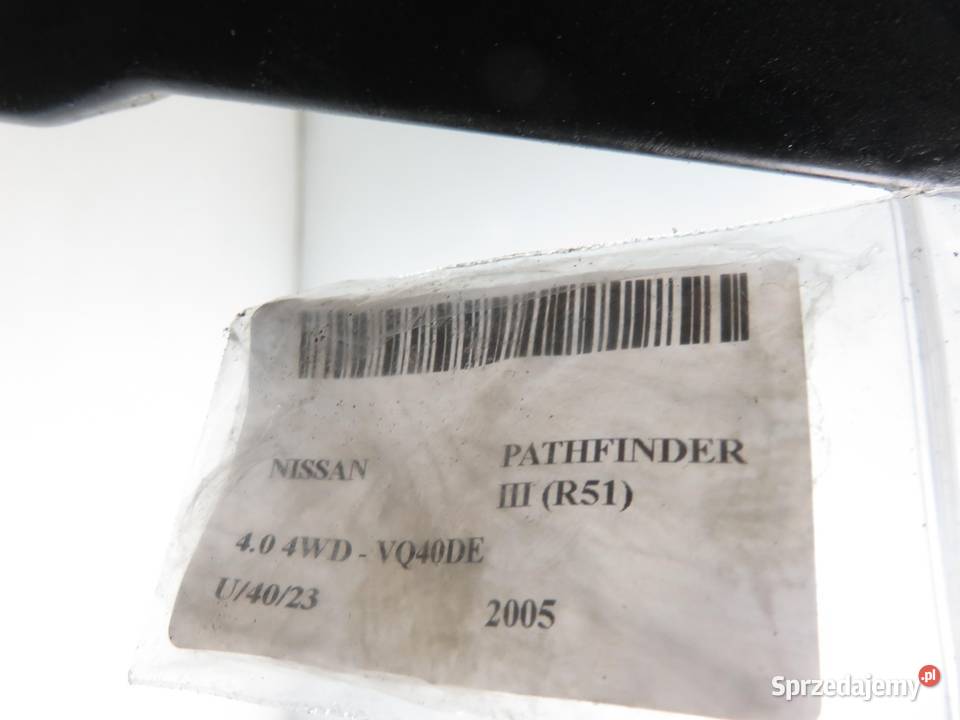 NISSAN PATHFINDER
III (R51)
4.0 4WD - VQ40DE
U/40/23 2005
Sprzedajemy.pl